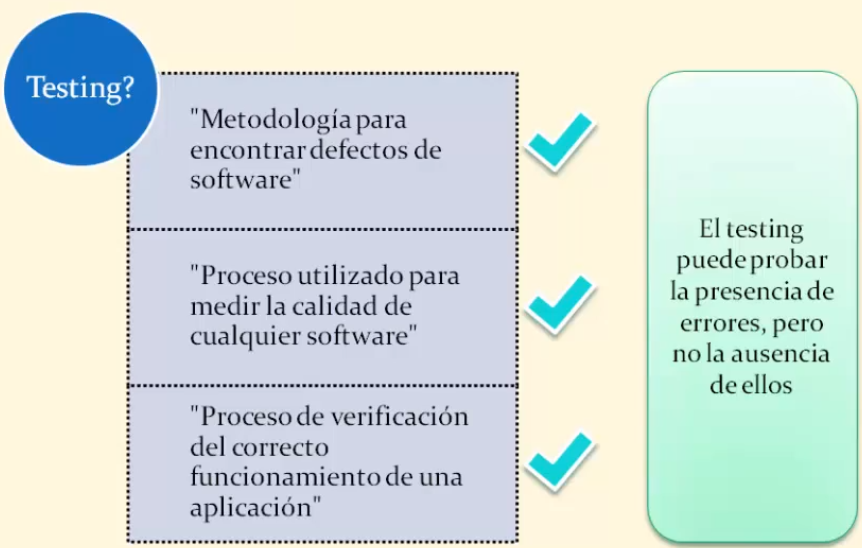 Testing?
"Metodología para
encontrar defectos de
software"
"Proceso utilizado para
medir la calidad de
cualquier software"
"Proceso de verificación
del correcto
funcionamiento de una
aplicación"
El testing
puede probar
la presencia de
errores, pero
no la ausencia
de ellos